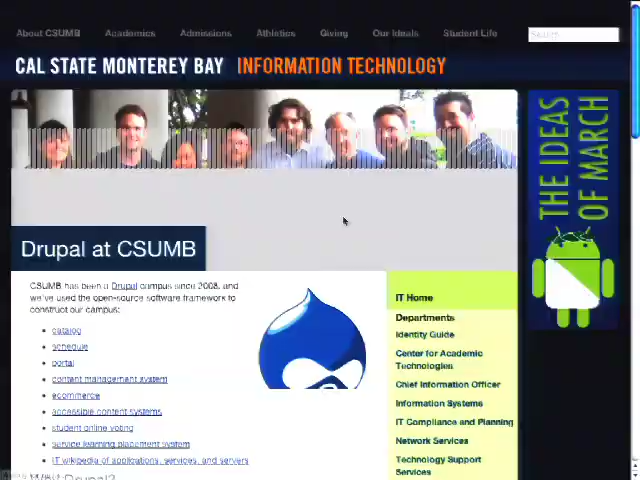 About CSUMB Academics Admissions Athletics Giving Our Ideals Student Life Search
CAL STATE MONTEREY BAY INFORMATION TECHNOLOGY
THE IDEAS
OF MARCH
Drupal at CSUMB
CSUMB has been a Drupal campus since 2008, and
we've used the open-source software framework to
construct our campus:
catalog
schedule
portal
content management system
ecommerce
accessible content systems
student online voting
service learning placement system
IT wikipedia of applications, services, and servers
IT Home
Departments
Identity Guide
Center for Academic
Technologies
Chief Information Officer
Information Systems
IT Compliance and Planning
Network Services
Technology Support
Services